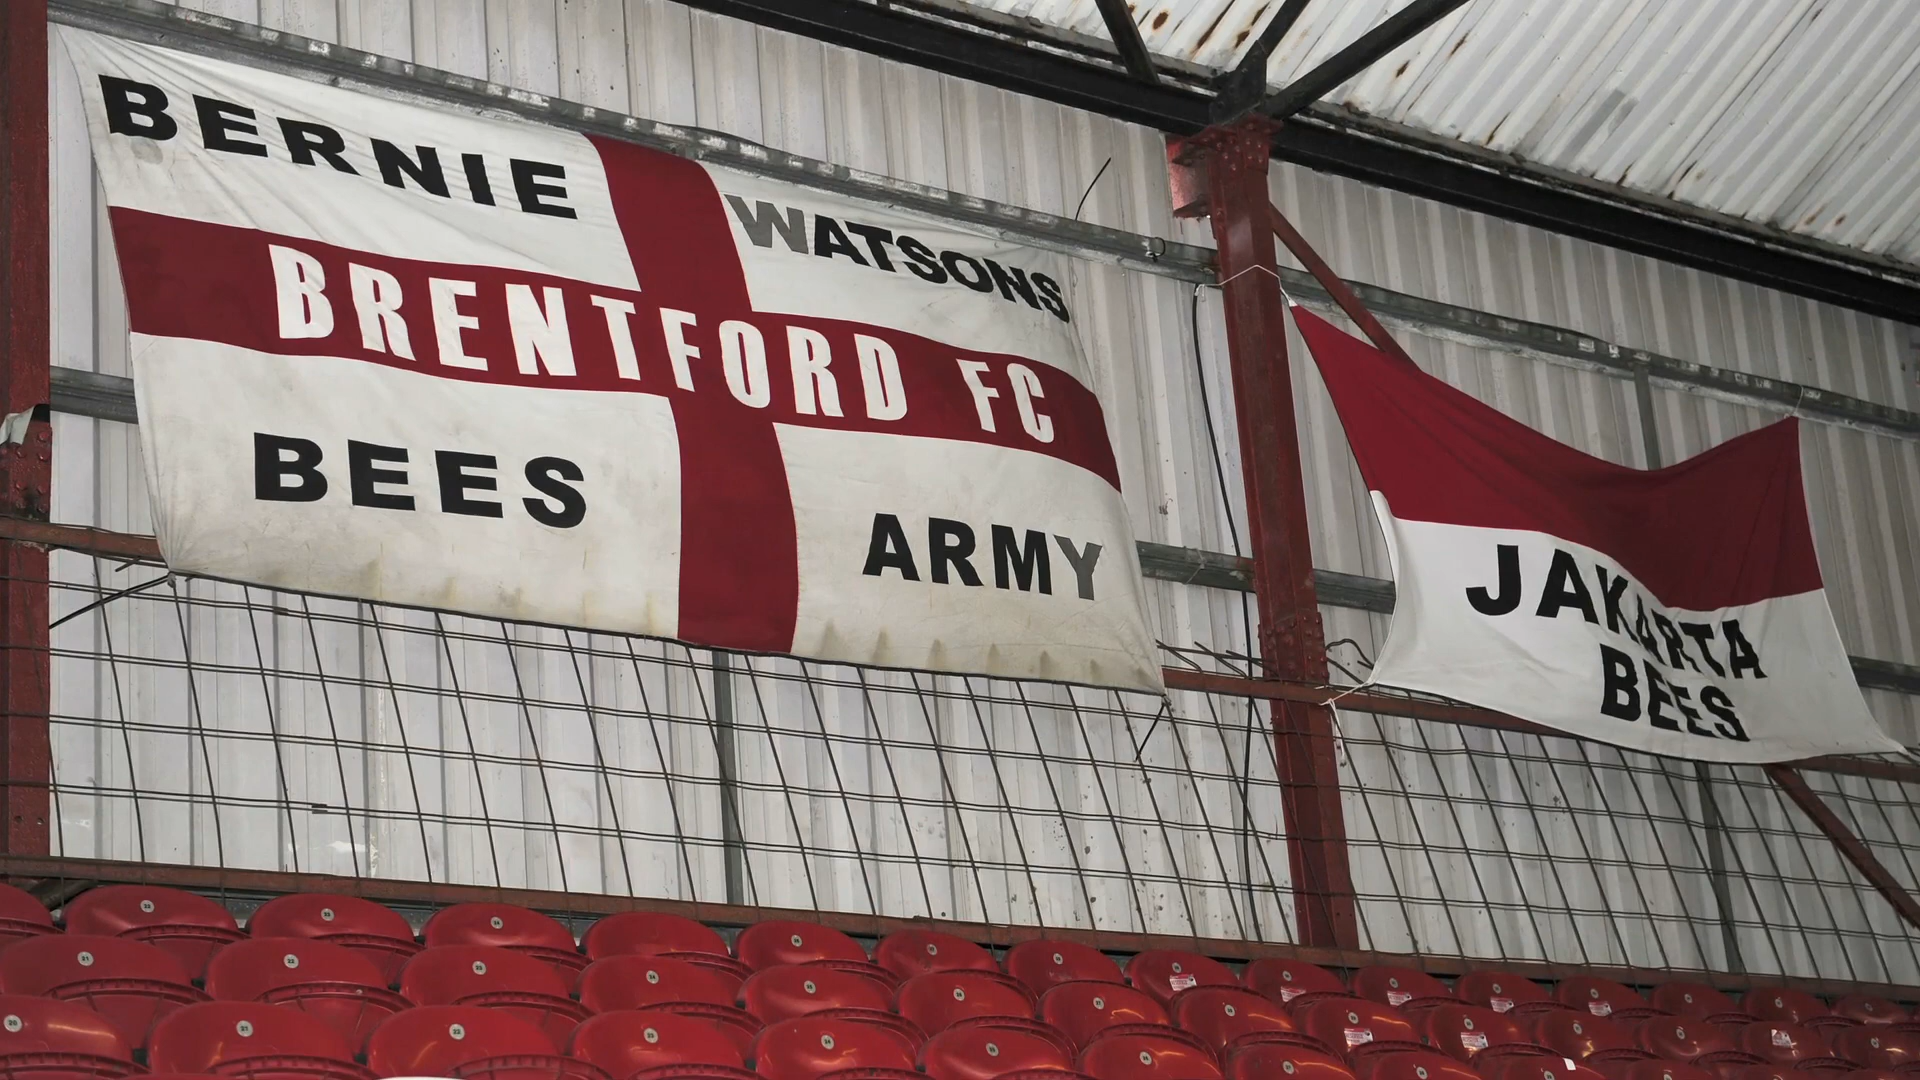 BERNIE WATSONS
BRENTFORD FC
BEES ARMY
JAKARTA
BEES